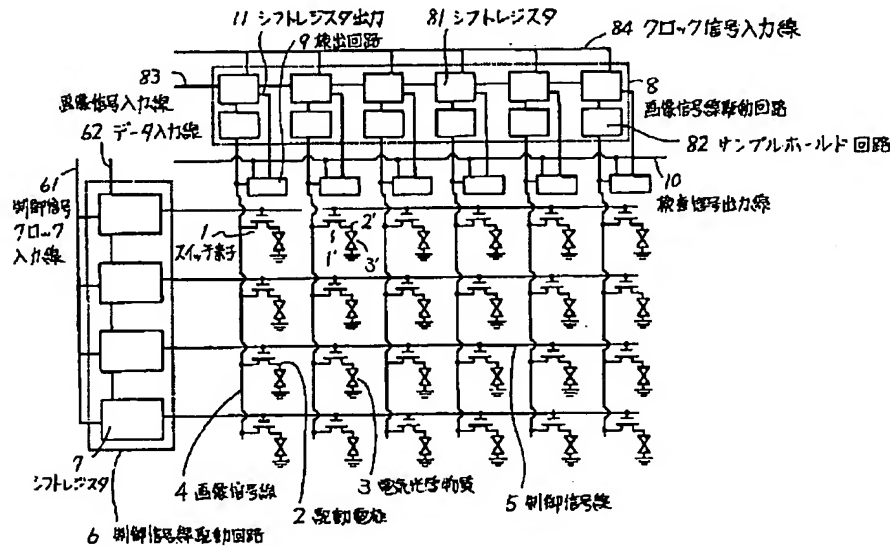 11 シフトレジスタ出力
9 検出回路
81 シフトレジスタ
84 クロック信号入力線
83
画像信号入力線
8
画像信号線駆動回路
62 データ入力線
82 サンプルホールド回路
61
制御信号
クロック
入力線
10
検査信号出力線
1
スイッチ素子
2'
1'
3'
7
シフトレジスタ
4 画像信号線
3 電気光学物質
5 制御信号線
2 駆動電極
6 制御信号線駆動回路